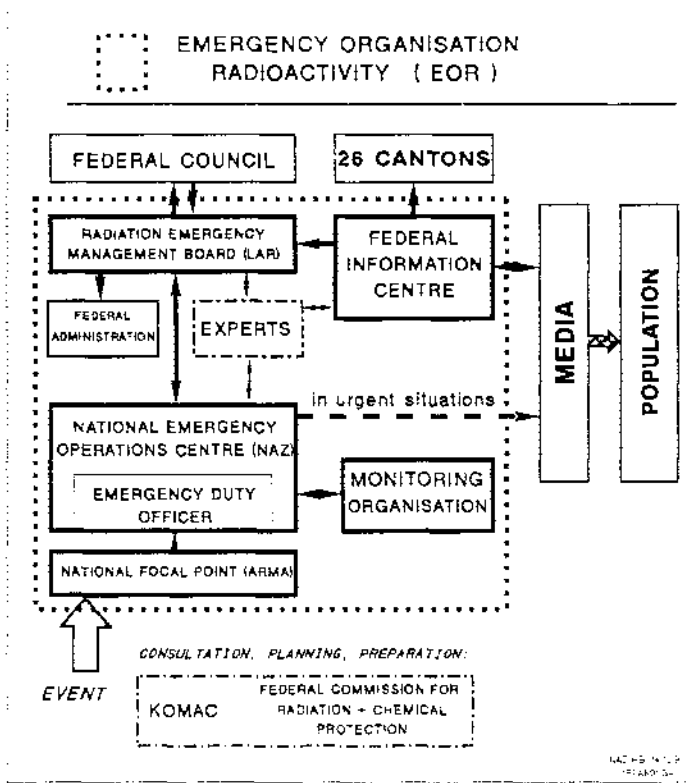 EMERGENCY ORGANISATION
RADIOACTIVITY ( EOR )
FEDERAL COUNCIL
26 CANTONS
RADIATION EMERGENCY
MANAGEMENT BOARD (LAR)
FEDERAL
INFORMATION
CENTRE
FEDERAL
ADMINISTRATION
EXPERTS
MEDIA
POPULATION
in urgent situations
NATIONAL EMERGENCY
OPERATIONS CENTRE (NAZ)
EMERGENCY DUTY
OFFICER
MONITORING
ORGANISATION
NATIONAL FOCAL POINT (ARMA)
EVENT
CONSULTATION, PLANNING, PREPARATION:
KOMAC
FEDERAL COMMISSION FOR
RADIATION + CHEMICAL
PROTECTION